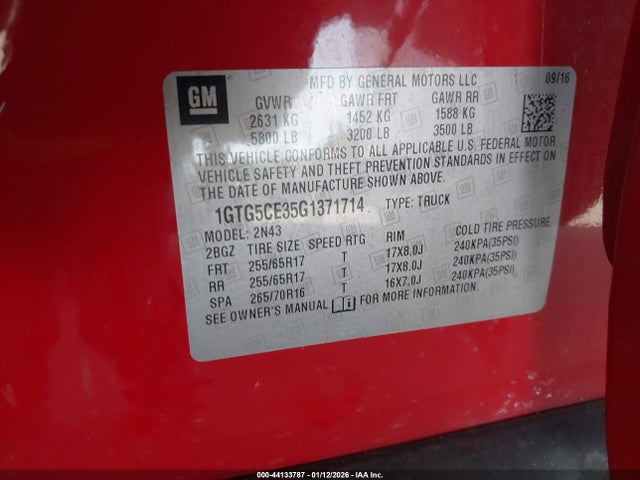 GM
MFD BY GENERAL MOTORS LLC 09/16
GVWR GAWR FRT GAWR RR
2631 KG 1452 KG 1588 KG
5800 LB 3200 LB 3500 LB
THIS VEHICLE CONFORMS TO ALL APPLICABLE U.S. FEDERAL MOTOR
VEHICLE SAFETY AND THEFT PREVENTION STANDARDS IN EFFECT ON
THE DATE OF MANUFACTURE SHOWN ABOVE.
1GTG5CE35G1371714 TYPE: TRUCK
MODEL: 2N43
2BGZ TIRE SIZE SPEED RTG RIM COLD TIRE PRESSURE
FRT 255/65R17 T 17X8.0J 240KPA(35PSI)
RR 255/65R17 T 17X8.0J 240KPA(35PSI)
SPA 265/70R16 T 16X7.0J 240KPA(35PSI)
SEE OWNER'S MANUAL FOR MORE INFORMATION.
000-44133787 - 01/12/2026 - IAA Inc.